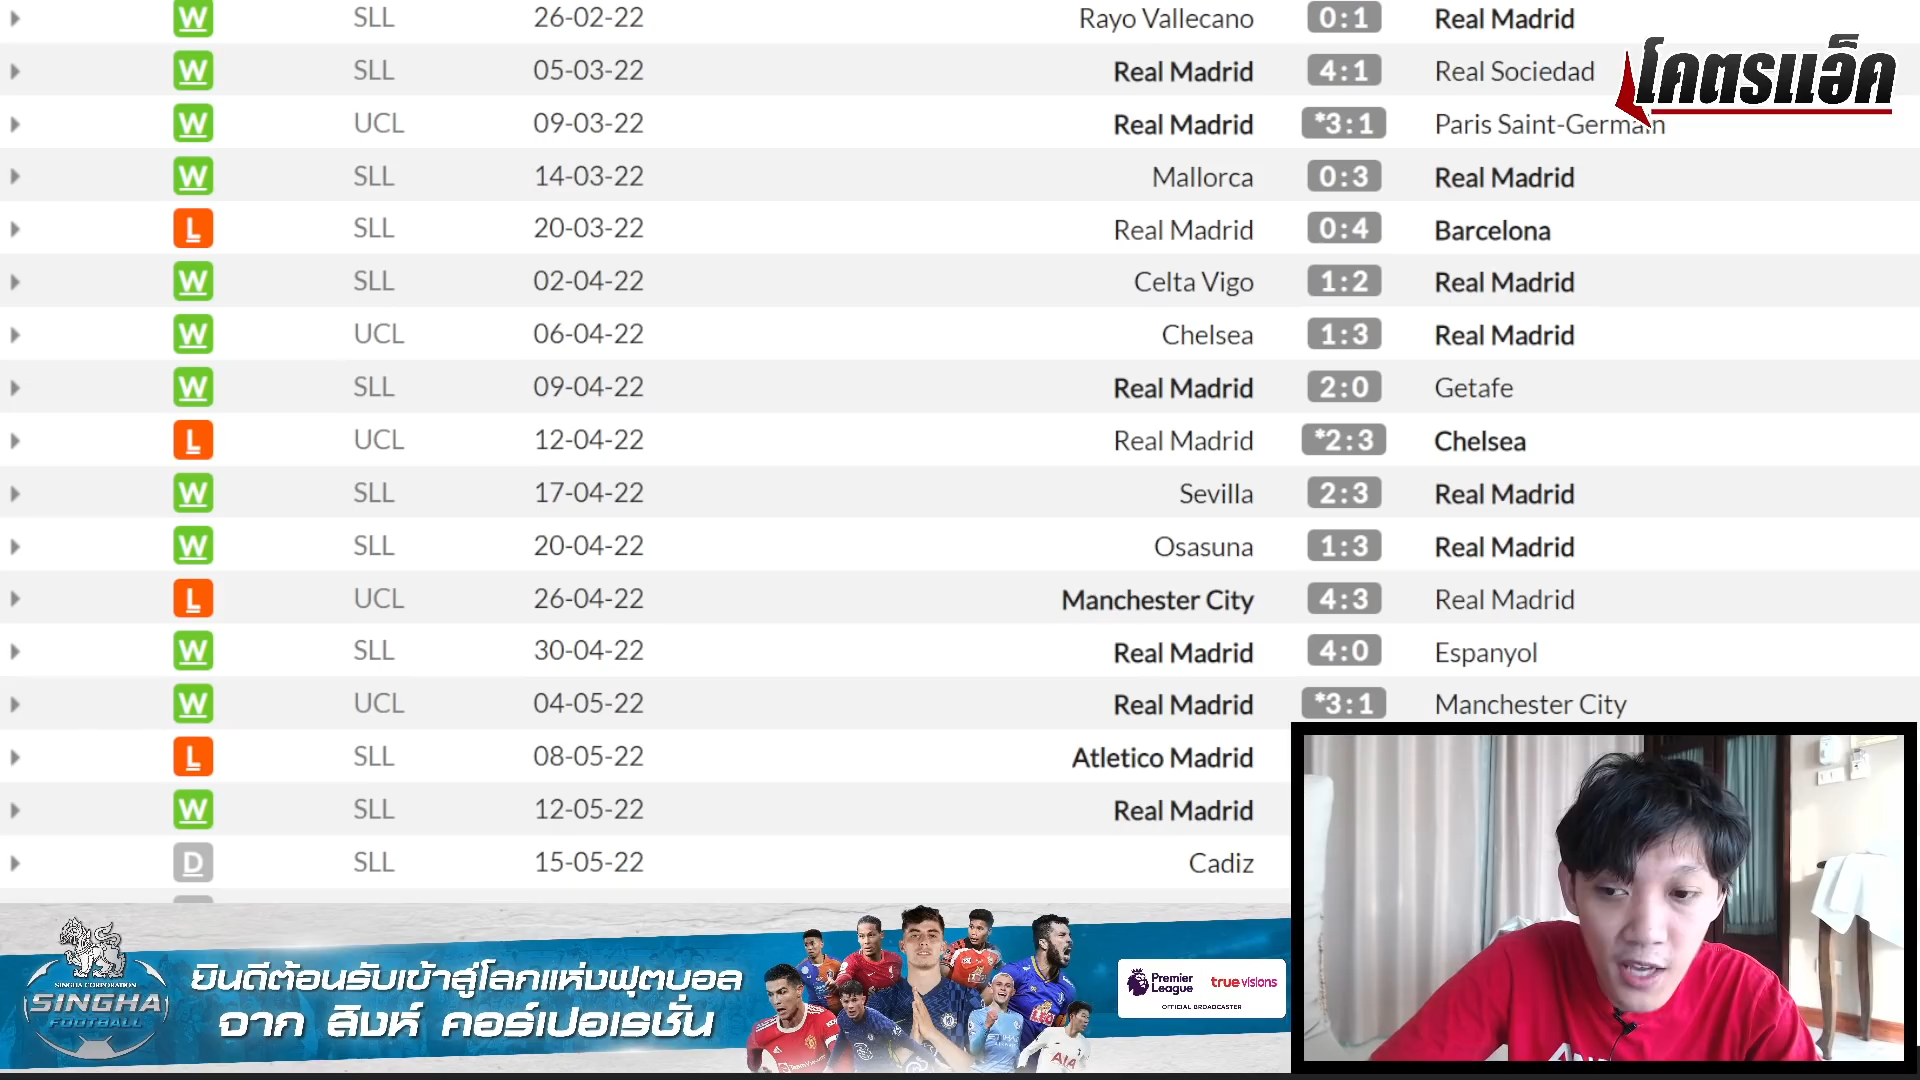 W SLL 26-02-22 Rayo Vallecano 0:1 Real Madrid
W SLL 05-03-22 Real Madrid 4:1 Real Sociedad
โคตรแอ็ค
W UCL 09-03-22 Real Madrid *3:1 Paris Saint-Germain
W SLL 14-03-22 Mallorca 0:3 Real Madrid
L SLL 20-03-22 Real Madrid 0:4 Barcelona
W SLL 02-04-22 Celta Vigo 1:2 Real Madrid
W UCL 06-04-22 Chelsea 1:3 Real Madrid
W SLL 09-04-22 Real Madrid 2:0 Getafe
L UCL 12-04-22 Real Madrid *2:3 Chelsea
W SLL 17-04-22 Sevilla 2:3 Real Madrid
W SLL 20-04-22 Osasuna 1:3 Real Madrid
L UCL 26-04-22 Manchester City 4:3 Real Madrid
W SLL 30-04-22 Real Madrid 4:0 Espanyol
W UCL 04-05-22 Real Madrid *3:1 Manchester City
L SLL 08-05-22 Atletico Madrid
W SLL 12-05-22 Real Madrid
D SLL 15-05-22 Cadiz
SINGHA CORPORATION
SINGHA
FOOTBALL
ยินดีต้อนรับเข้าสู่โลกแห่งฟุตบอล
จาก สิงห์ คอร์เปอเรชั่น
Premier
League
true visions
OFFICIAL BROADCASTER
AIA